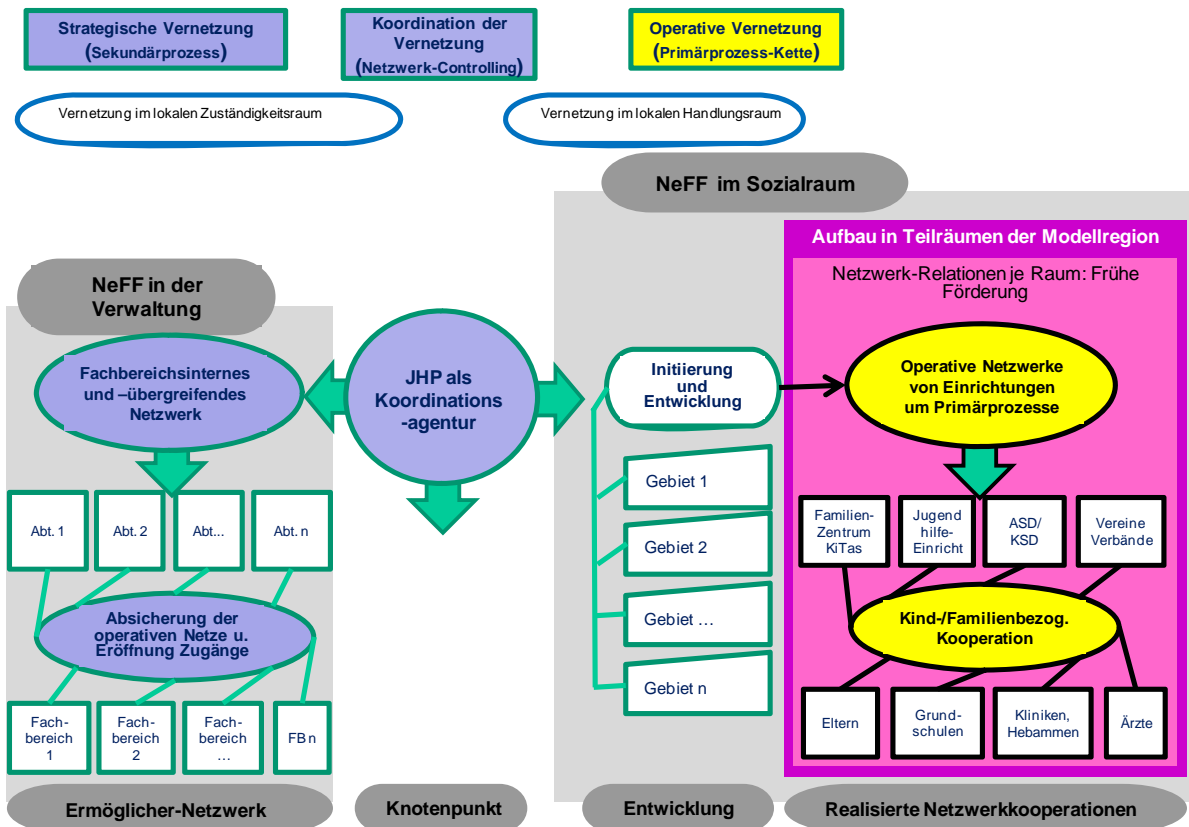 Strategische Vernetzung
(Sekundärprozess)
Koordination der
Vernetzung
(Netzwerk-Controlling)
Operative Vernetzung
(Primärprozess-Kette)
Vernetzung im lokalen Zuständigkeitsraum
Vernetzung im lokalen Handlungsraum
NeFF im Sozialraum
Aufbau in Teilräumen der Modellregion
Netzwerk-Relationen je Raum: Frühe
Förderung
NeFF in der
Verwaltung
Fachbereichsinternes
und –übergreifendes
Netzwerk
JHP als
Koordinations
-agentur
Initiierung
und
Entwicklung
Operative Netzwerke
von Einrichtungen
um Primärprozesse
Abt. 1
Abt. 2
Abt...
Abt. n
Gebiet 1
Gebiet 2
Gebiet …
Gebiet n
Familien-
Zentrum
KiTas
Jugend
hilfe-
Einricht
ASD/
KSD
Vereine
Verbände
Absicherung der
operativen Netze u.
Eröffnung Zugänge
Kind-/Familienbezog.
Kooperation
Fach-
bereich
1
Fach-
bereich
2
Fach-
bereich
…
FB n
Eltern
Grund-
schulen
Kliniken,
Hebammen
Ärzte
Ermöglicher-Netzwerk
Knotenpunkt
Entwicklung
Realisierte Netzwerkkooperationen